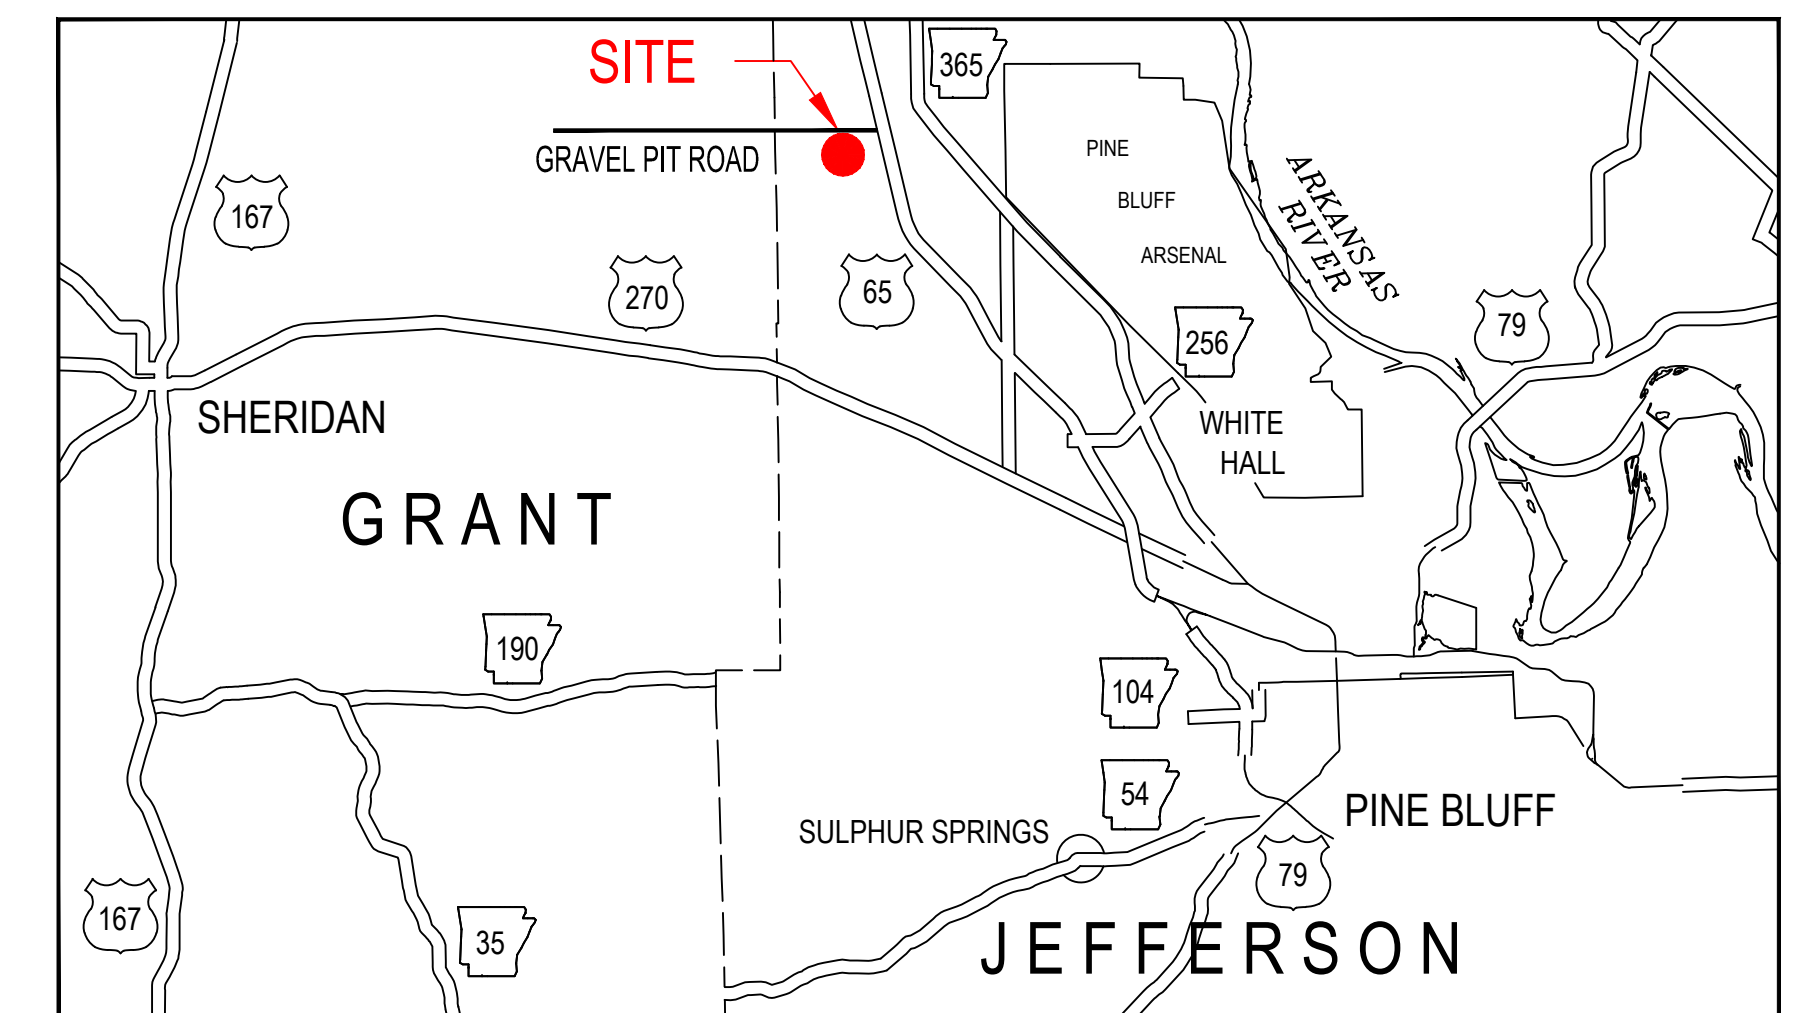 SITE
365
GRAVEL PIT ROAD
PINE
BLUFF
ARSENAL
ARKANSAS
RIVER
167
270
65
79
256
SHERIDAN
WHITE
HALL
GRANT
190
104
54
SULPHUR SPRINGS
PINE BLUFF
79
167
35
JEFFERSON